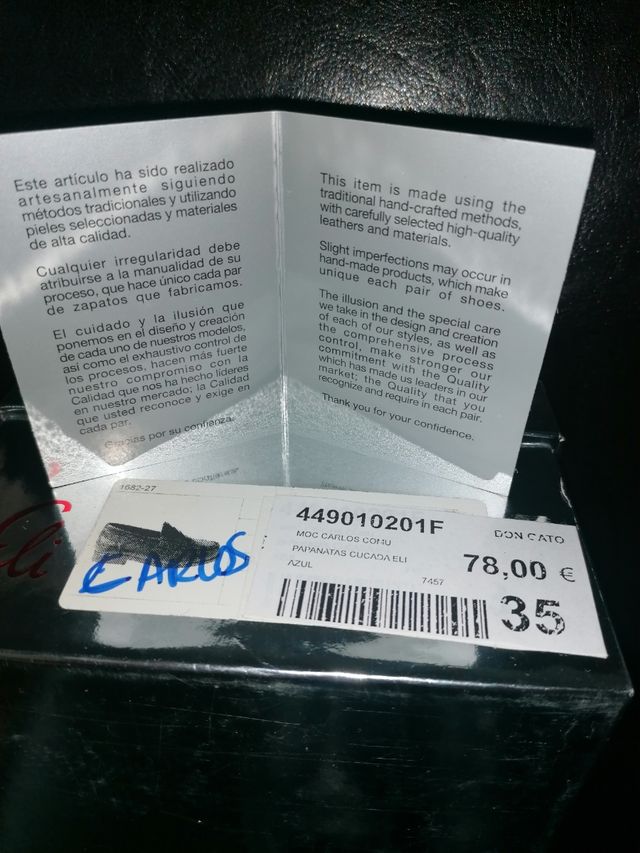 Este artículo ha sido realizado
artesanalmente siguiendo
métodos tradicionales y utilizando
pieles seleccionadas y materiales
de alta calidad.
Cualquier irregularidad debe
atribuirse a la manualidad de su
proceso, que hace único cada par
de zapatos que fabricamos.
El cuidado y la ilusión que
ponemos en el diseño y creación
de cada uno de nuestros modelos,
así como el exhaustivo control de
los procesos, hacen más fuerte
nuestro compromiso con la
Calidad que nos ha hecho líderes
en nuestro mercado; la Calidad
que usted reconoce y exige en
cada par.
Gracias por su confianza.
This item is made using the
traditional hand-crafted methods,
with carefully selected high-quality
leathers and materials.
Slight imperfections may occur in
hand-made products, which make
unique each pair of shoes.
The illusion and the special care
we take in the design and creation
of each of our styles, as well as
the comprehensive process
control, make stronger our
commitment with the Quality
which has made us leaders in our
market; the Quality that you
recognize and require in each pair.
Thank you for your confidence.
Eli
1682-27
CARLOS
449010201F
DON CATO
MOC CARLOS COMU
PAPANATAS CUCADA ELI
78,00 €
AZUL
7457
35